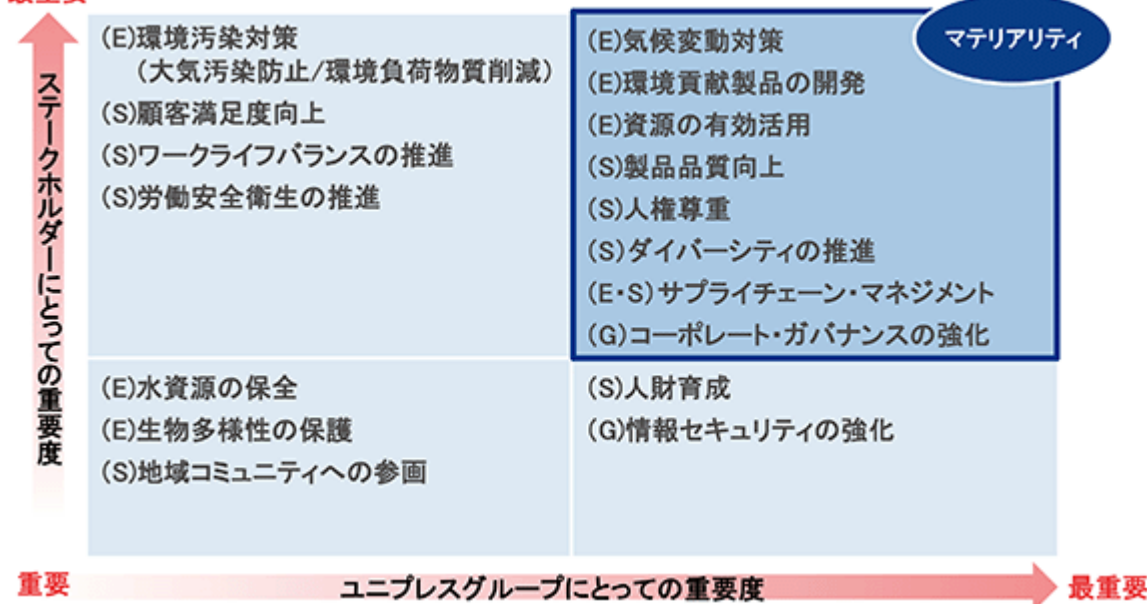 最重要
ステークホルダーにとっての重要度
(E)環境汚染対策
(大気汚染防止/環境負荷物質削減)
(S)顧客満足度向上
(S)ワークライフバランスの推進
(S)労働安全衛生の推進
マテリアリティ
(E)気候変動対策
(E)環境貢献製品の開発
(E)資源の有効活用
(S)製品品質向上
(S)人権尊重
(S)ダイバーシティの推進
(E・S)サプライチェーン・マネジメント
(G)コーポレート・ガバナンスの強化
(E)水資源の保全
(E)生物多様性の保護
(S)地域コミュニティへの参画
(S)人財育成
(G)情報セキュリティの強化
重要
ユニプレスグループにとっての重要度
最重要